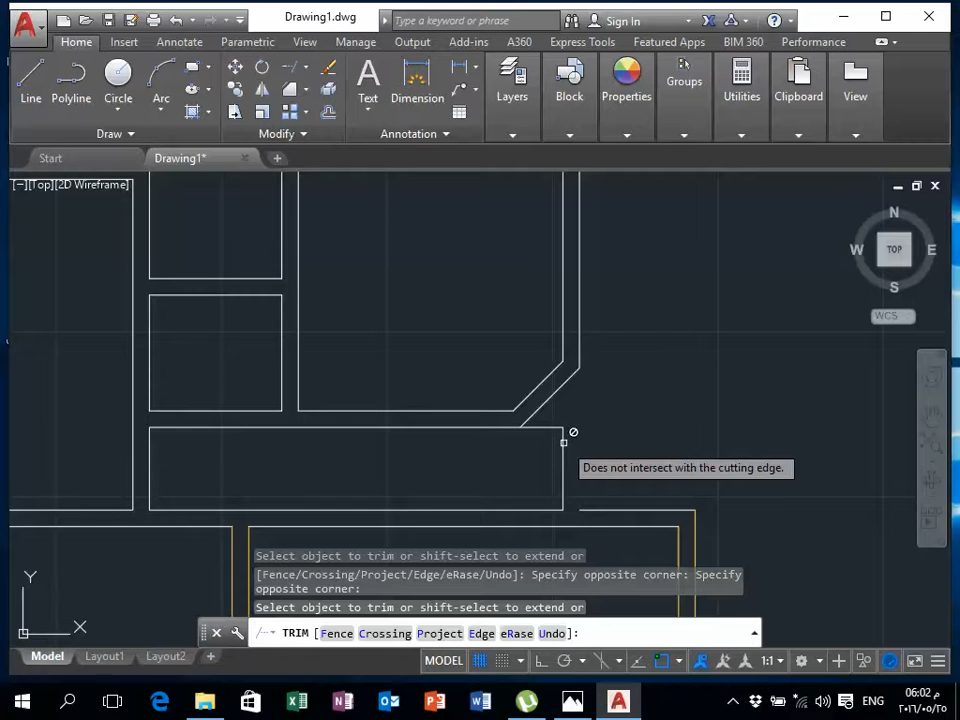 Drawing1.dwg
Type a keyword or phrase
Sign In
Home Insert Annotate Parametric View Manage Output Add-ins A360 Express Tools Featured Apps BIM 360 Performance
Line Polyline Circle Arc
Text Dimension
Layers Block Properties Groups Utilities Clipboard View
Draw Modify Annotation
Start Drawing1*
[−][Top][2D Wireframe]
N
W TOP E
S
WCS
Does not intersect with the cutting edge.
Select object to trim or shift-select to extend or
[Fence/Crossing/Project/Edge/eRase/Undo]: Specify opposite corner: Specify
opposite corner:
Select object to trim or shift-select to extend or
TRIM [Fence Crossing Project Edge eRase Undo]:
Y
X
Model Layout1 Layout2 MODEL 1:1
ENG
06:02 م
٢٠١٦/٠٥/٢٥